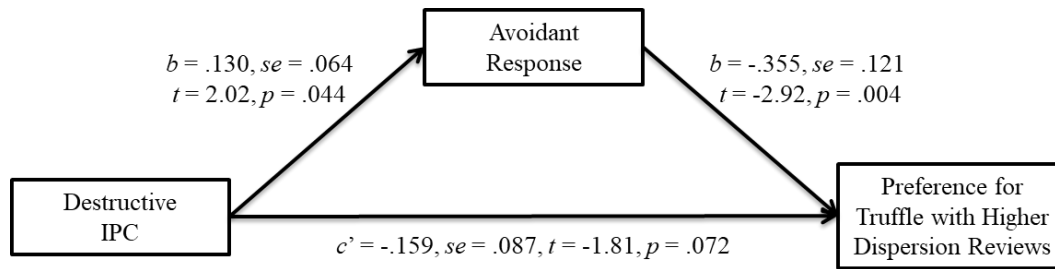 Avoidant
Response
b = .130, se = .064
t = 2.02, p = .044
b = -.355, se = .121
t = -2.92, p = .004
Destructive
IPC
Preference for
Truffle with Higher
Dispersion Reviews
c’ = -.159, se = .087, t = -1.81, p = .072